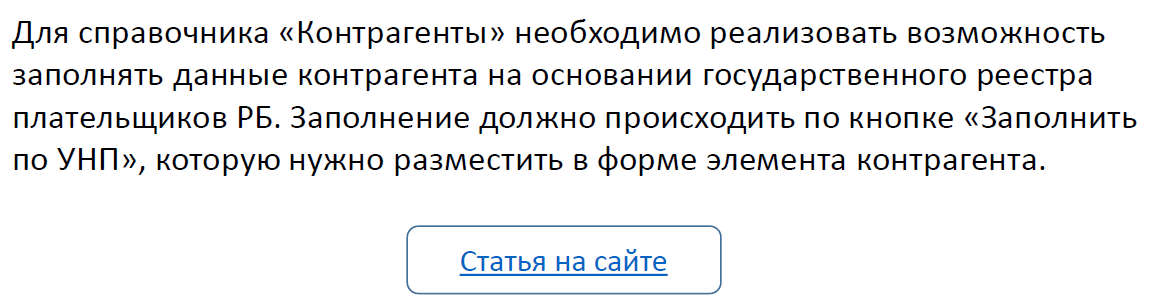 Для справочника «Контрагенты» необходимо реализовать возможность
заполнять данные контрагента на основании государственного реестра
плательщиков РБ. Заполнение должно происходить по кнопке «Заполнить
по УНП», которую нужно разместить в форме элемента контрагента.
Статья на сайте